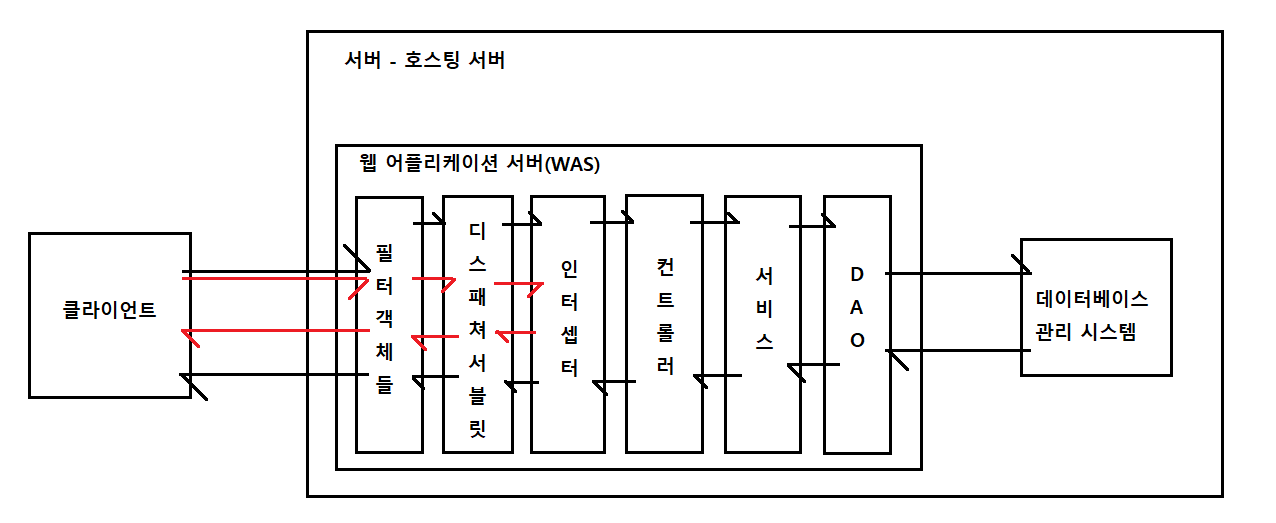 서버 - 호스팅 서버
웹 어플리케이션 서버(WAS)
클라이언트
필터객체들
디스패쳐서블릿
인터셉터
컨트롤러
서비스
DAO
데이터베이스
관리 시스템